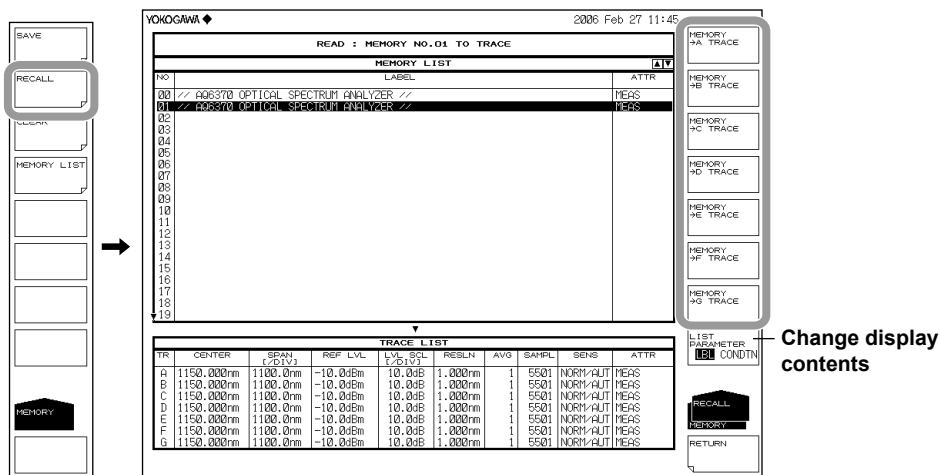 SAVE
RECALL
CLEAR
MEMORY LIST
MEMORY
YOKOGAWA ◆ 2006 Feb 27 11:45
READ : MEMORY NO.01 TO TRACE
MEMORY LIST ▲▼
NO LABEL ATTR
00 // AQ6370 OPTICAL SPECTRUM ANALYZER // MEAS
01 // AQ6370 OPTICAL SPECTRUM ANALYZER // MEAS
02
03
04
05
06
07
08
09
10
11
12
13
14
15
16
17
18
19
▼
TRACE LIST
TR CENTER SPAN [/DIV] REF LVL LVL SCL [/DIV] RESLN AVG SAMPL SENS ATTR
A 1150.000nm 1100.0nm -10.0dBm 10.0dB 1.000nm 1 5501 NORM/AUT MEAS
B 1150.000nm 1100.0nm -10.0dBm 10.0dB 1.000nm 1 5501 NORM/AUT MEAS
C 1150.000nm 1100.0nm -10.0dBm 10.0dB 1.000nm 1 5501 NORM/AUT MEAS
D 1150.000nm 1100.0nm -10.0dBm 10.0dB 1.000nm 1 5501 NORM/AUT MEAS
E 1150.000nm 1100.0nm -10.0dBm 10.0dB 1.000nm 1 5501 NORM/AUT MEAS
F 1150.000nm 1100.0nm -10.0dBm 10.0dB 1.000nm 1 5501 NORM/AUT MEAS
G 1150.000nm 1100.0nm -10.0dBm 10.0dB 1.000nm 1 5501 NORM/AUT MEAS
MEMORY
→A TRACE
MEMORY
→B TRACE
MEMORY
→C TRACE
MEMORY
→D TRACE
MEMORY
→E TRACE
MEMORY
→F TRACE
MEMORY
→G TRACE
LIST
PARAMETER
LBL CONDTN
RECALL
MEMORY
RETURN
Change display
contents